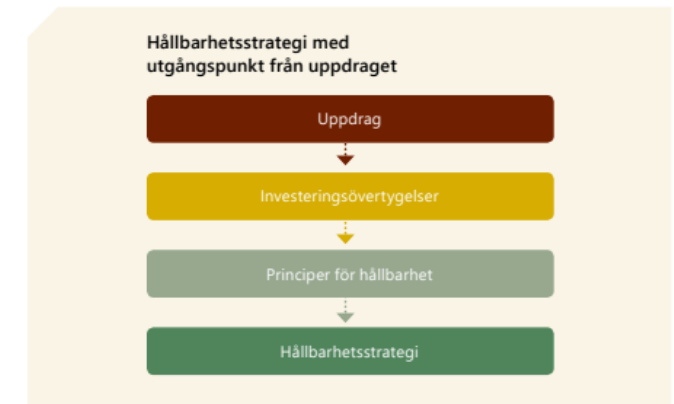 Hållbarhetsstrategi med
utgångspunkt från uppdraget
Uppdrag
Investeringsövertygelser
Principer för hållbarhet
Hållbarhetsstrategi